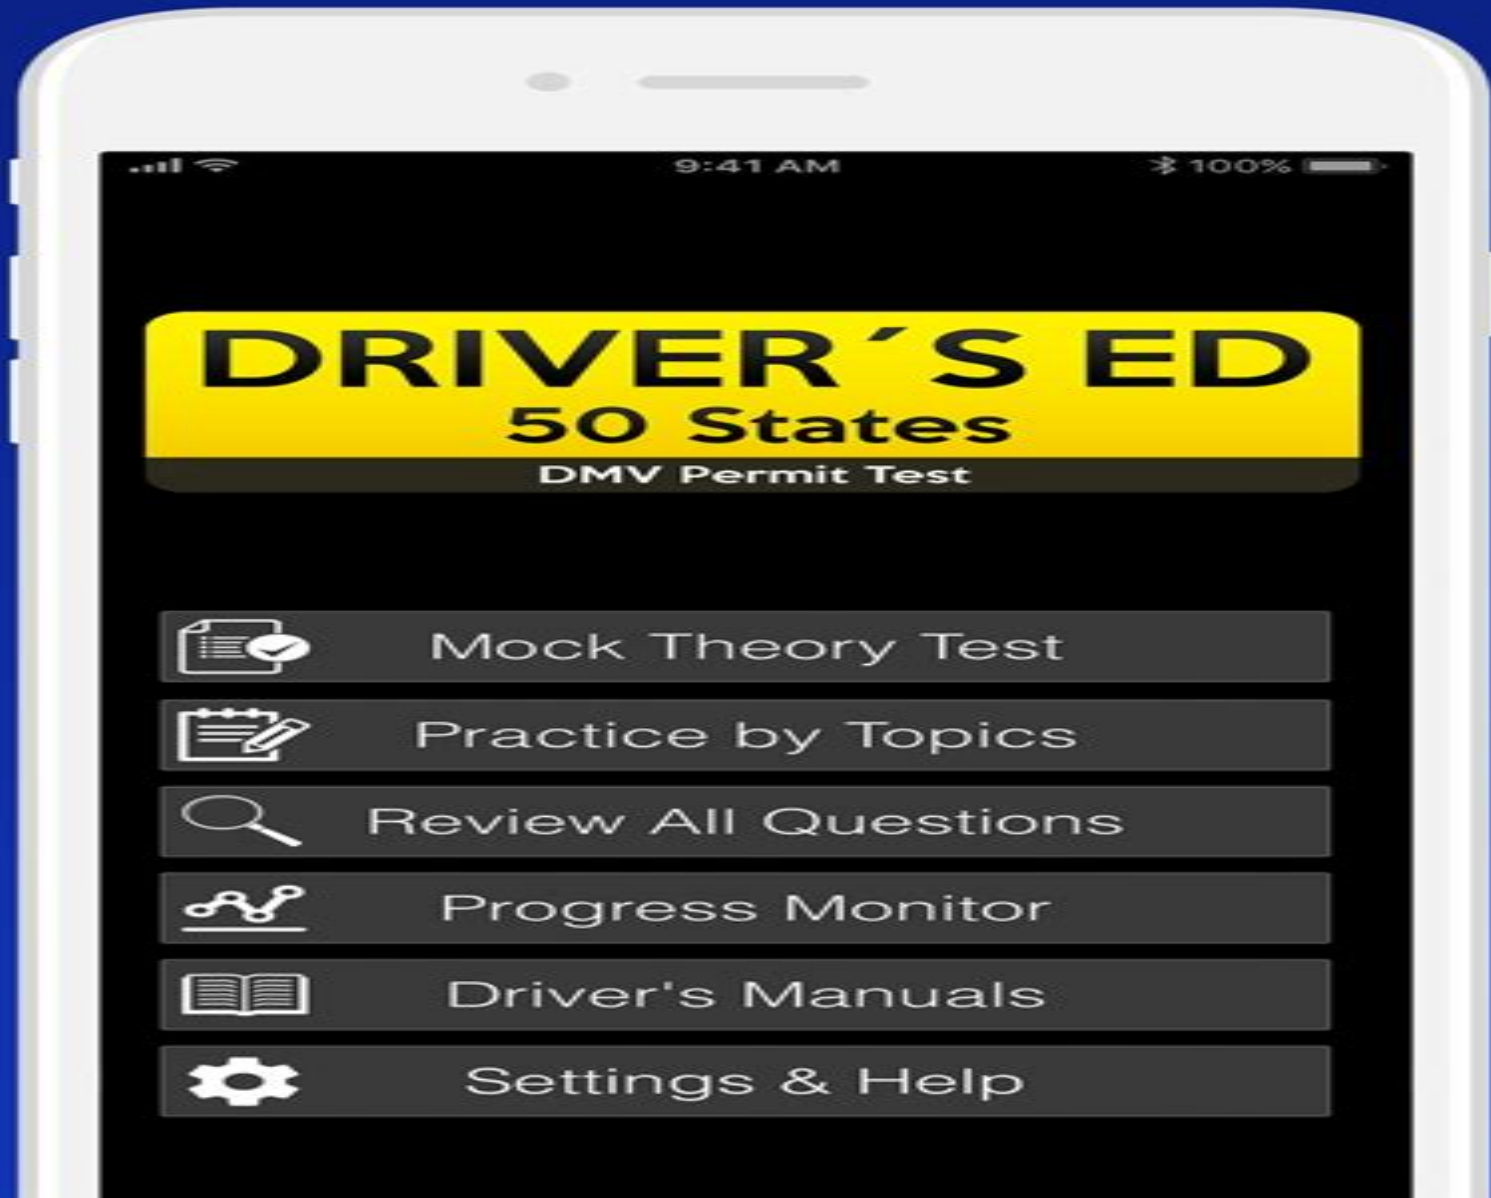 9:41 AM
100%
DRIVER´S ED
50 States
DMV Permit Test
Mock Theory Test
Practice by Topics
Review All Questions
Progress Monitor
Driver's Manuals
Settings & Help